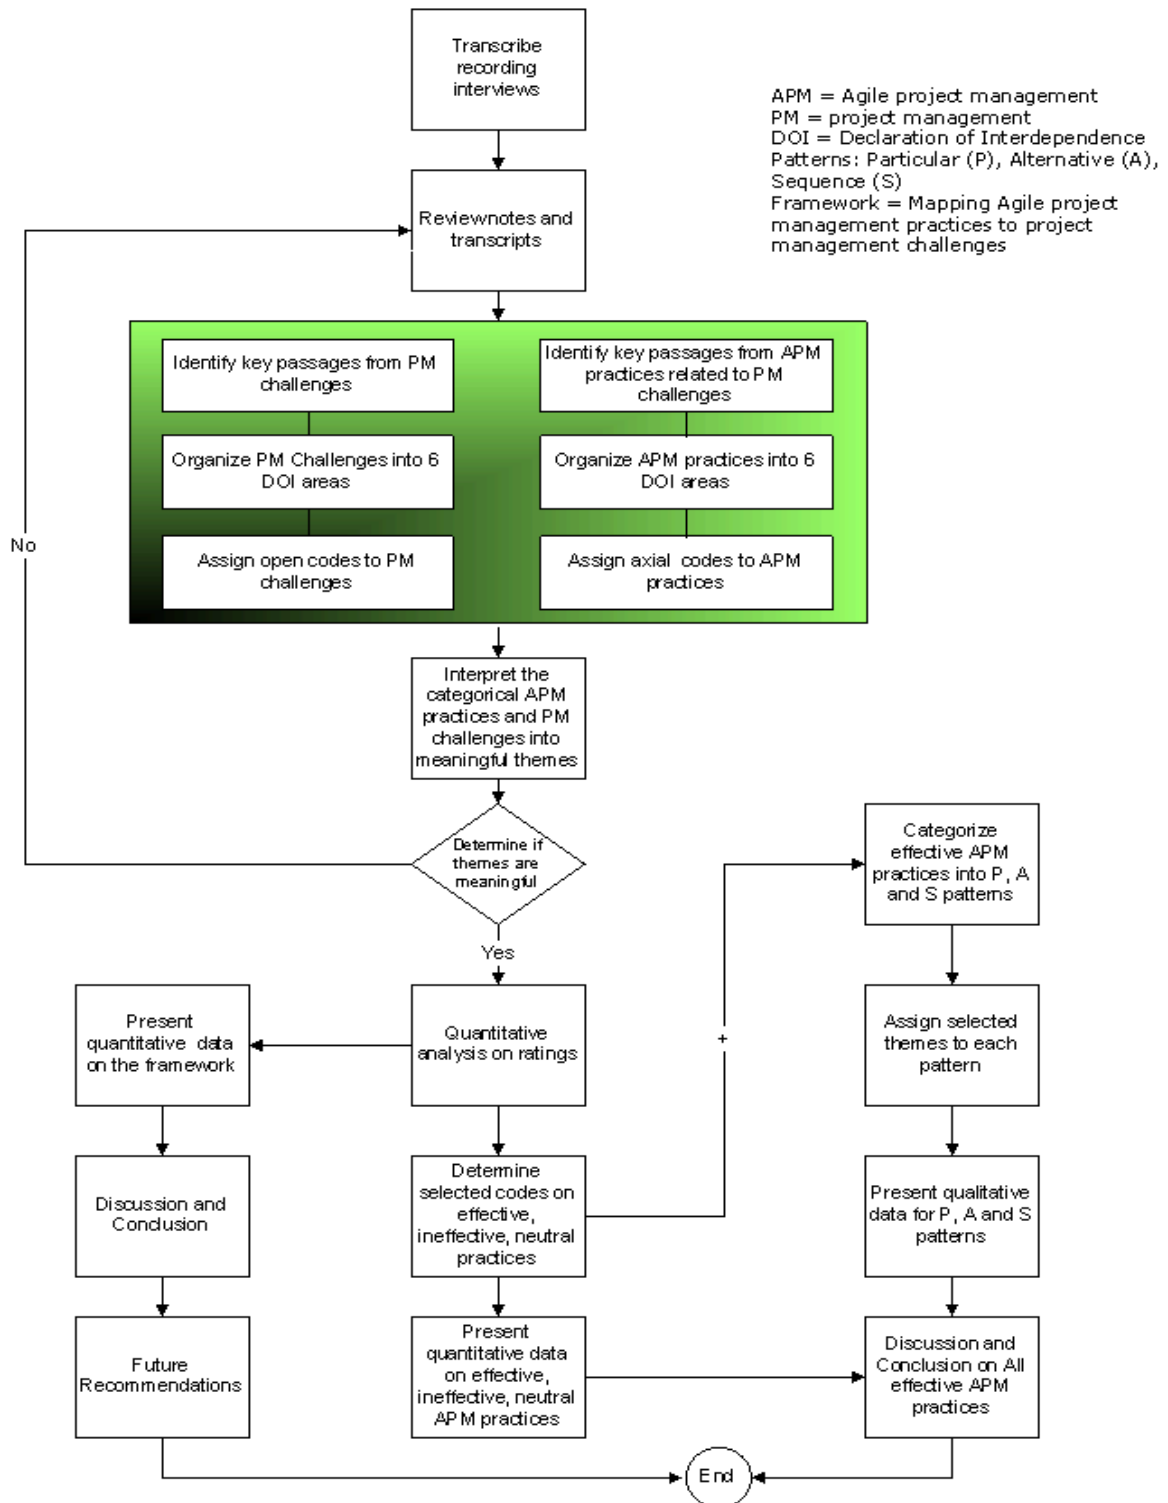 Transcribe
recording
interviews
APM = Agile project management
PM = project management
DOI = Declaration of Interdependence
Patterns: Particular (P), Alternative (A),
Sequence (S)
Framework = Mapping Agile project
management practices to project
management challenges
Reviewnotes and
transcripts
Identify key passages from PM
challenges
Identify key passages from APM
practices related to PM
challenges
Organize PM Challenges into 6
DOI areas
Organize APM practices into 6
DOI areas
Assign open codes to PM
challenges
Assign axial codes to APM
practices
No
Interpret the
categorical APM
practices and PM
challenges into
meaningful themes
Determine if
themes are
meaningful
Yes
Categorize
effective APM
practices into P, A
and S patterns
Present
quantitative data
on the framework
Quantitative
analysis on ratings
+
Assign selected
themes to each
pattern
Discussion and
Conclusion
Determine
selected codes on
effective,
ineffective, neutral
practices
Present qualitative
data for P, A and S
patterns
Future
Recommendations
Present
quantitative data
on effective,
ineffective, neutral
APM practices
Discussion and
Conclusion on All
effective APM
practices
End